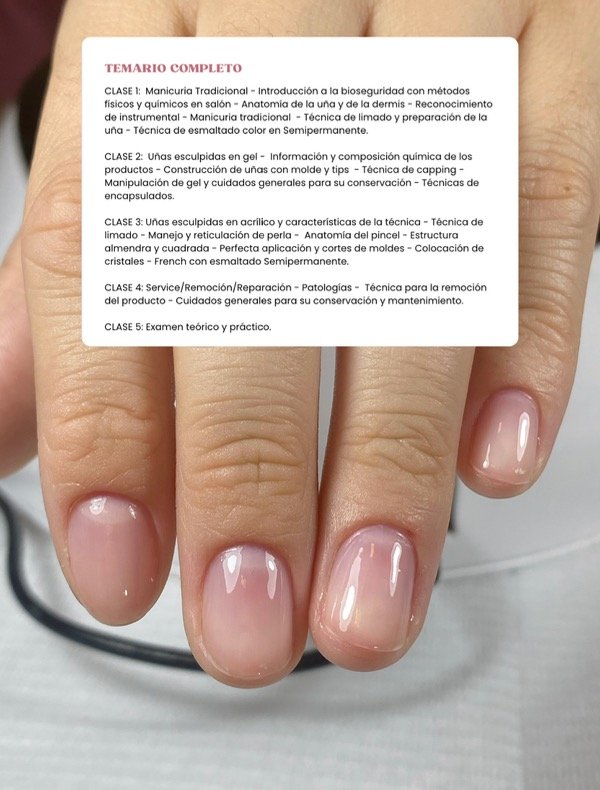 TEMARIO COMPLETO
CLASE 1:  Manicuría Tradicional - Introducción a la bioseguridad con métodos
físicos y químicos en salón - Anatomía de la uña y de la dermis - Reconocimiento
de instrumental - Manicuria tradicional  - Técnica de limado y preparación de la
uña - Técnica de esmaltado color en Semipermanente.
CLASE 2:  Uñas esculpidas en gel -  Información y composición química de los
productos - Construcción de uñas con molde y tips  - Técnica de capping -
Manipulación de gel y cuidados generales para su conservación - Técnicas de
encapsulados.
CLASE 3: Uñas esculpidas en acrílico y características de la técnica - Técnica de
limado - Manejo y reticulación de perla -  Anatomía del pincel - Estructura
almendra y cuadrada - Perfecta aplicación y cortes de moldes - Colocación de
cristales - French con esmaltado Semipermanente.
CLASE 4: Service/Remoción/Reparación - Patologías -  Técnica para la remoción
del producto - Cuidados generales para su conservación y mantenimiento.
CLASE 5: Examen teórico y práctico.